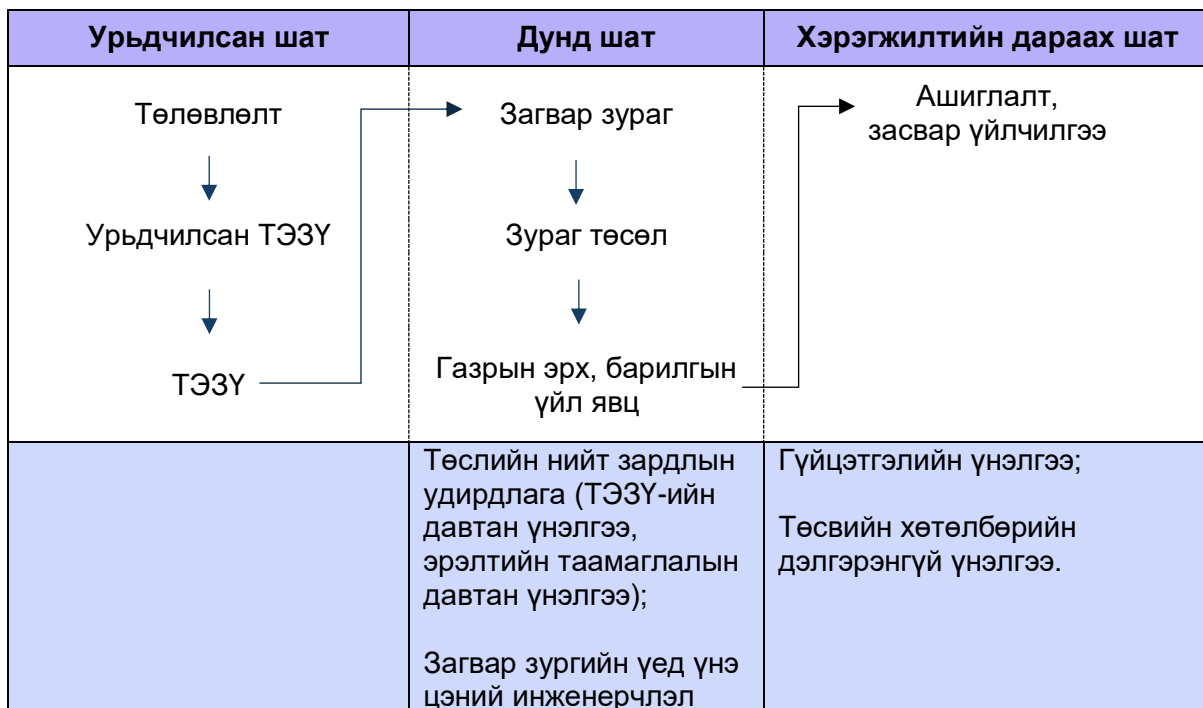 Урьдчилсан шат
Дунд шат
Хэрэгжилтийн дараах шат
Төлөвлөлт
Урьдчилсан ТЭЗҮ
ТЭЗҮ
Загвар зураг
Зураг төсөл
Газрын эрх, барилгын
үйл явц
Ашиглалт,
засвар үйлчилгээ
Төслийн нийт зардлын
удирдлага (ТЭЗҮ-ийн
давтан үнэлгээ,
эрэлтийн таамаглалын
давтан үнэлгээ);
Загвар зургийн үед үнэ
цэний инженерчлэл
Гүйцэтгэлийн үнэлгээ;
Төсвийн хөтөлбөрийн
дэлгэрэнгүй үнэлгээ.